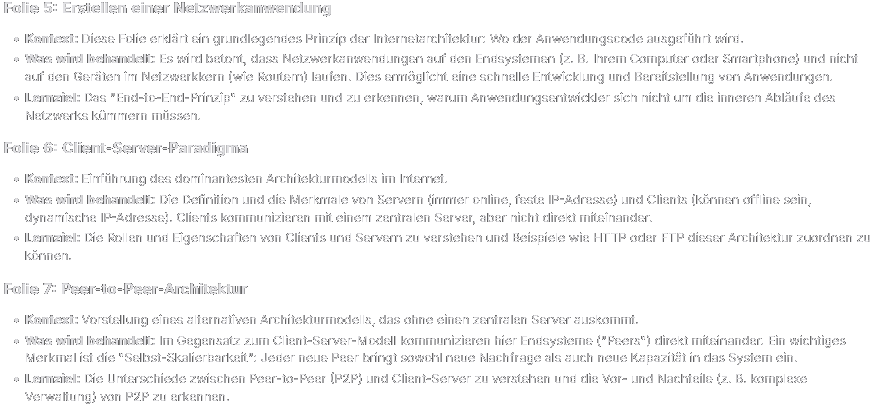 Folie 5: Erstellen einer Netzwerkanwendung
• Kontext: Diese Folie erklärt ein grundlegendes Prinzip der Internetarchitektur: Wo der Anwendungscode ausgeführt wird.
• Was wird behandelt: Es wird betont, dass Netzwerkanwendungen auf den Endsystemen (z. B. Ihrem Computer oder Smartphone) und nicht
auf den Geräten im Netzwerkkern (wie Routern) laufen. Dies ermöglicht eine schnelle Entwicklung und Bereitstellung von Anwendungen.
• Lernziel: Das "End-to-End-Prinzip" zu verstehen und zu erkennen, warum Anwendungsentwickler sich nicht um die inneren Abläufe des
Netzwerks kümmern müssen.
Folie 6: Client-Server-Paradigma
• Kontext: Einführung des dominantesten Architekturmodells im Internet.
• Was wird behandelt: Die Definition und die Merkmale von Servern (immer online, feste IP-Adresse) und Clients (können offline sein,
dynamische IP-Adresse). Clients kommunizieren mit einem zentralen Server, aber nicht direkt miteinander.
• Lernziel: Die Rollen und Eigenschaften von Clients und Servern zu verstehen und Beispiele wie HTTP oder FTP dieser Architektur zuordnen zu
können.
Folie 7: Peer-to-Peer-Architektur
• Kontext: Vorstellung eines alternativen Architekturmodells, das ohne einen zentralen Server auskommt.
• Was wird behandelt: Im Gegensatz zum Client-Server-Modell kommunizieren hier Endsysteme ("Peers") direkt miteinander. Ein wichtiges
Merkmal ist die "Selbst-Skalierbarkeit": Jeder neue Peer bringt sowohl neue Nachfrage als auch neue Kapazität in das System ein.
• Lernziel: Die Unterschiede zwischen Peer-to-Peer (P2P) und Client-Server zu verstehen und die Vor- und Nachteile (z. B. komplexe
Verwaltung) von P2P zu erkennen.